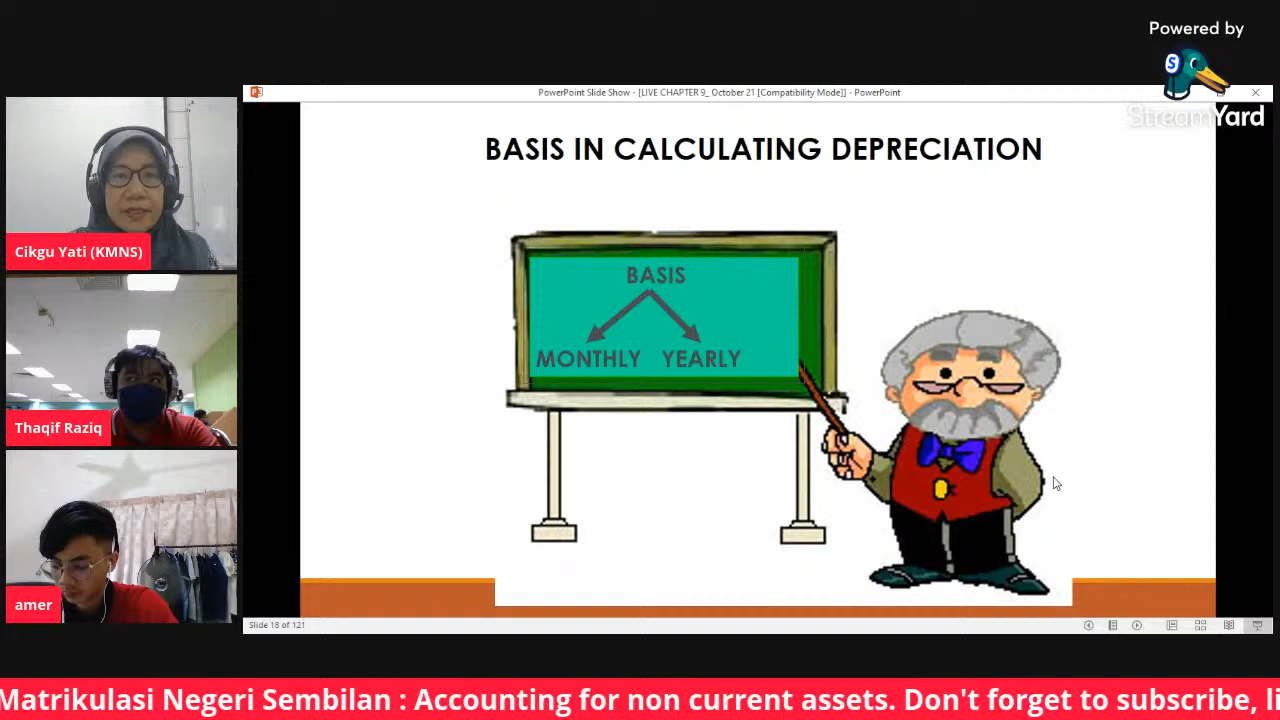 Powered by
StreamYard
PowerPoint Slide Show - [LIVE CHAPTER 9_ October 21 [Compatibility Mode]] - PowerPoint
BASIS IN CALCULATING DEPRECIATION
BASIS
MONTHLY YEARLY
Cikgu Yati (KMNS)
Thaqif Raziq
amer
Slide 18 of 121
Matrikulasi Negeri Sembilan : Accounting for non current assets. Don't forget to subscribe, li